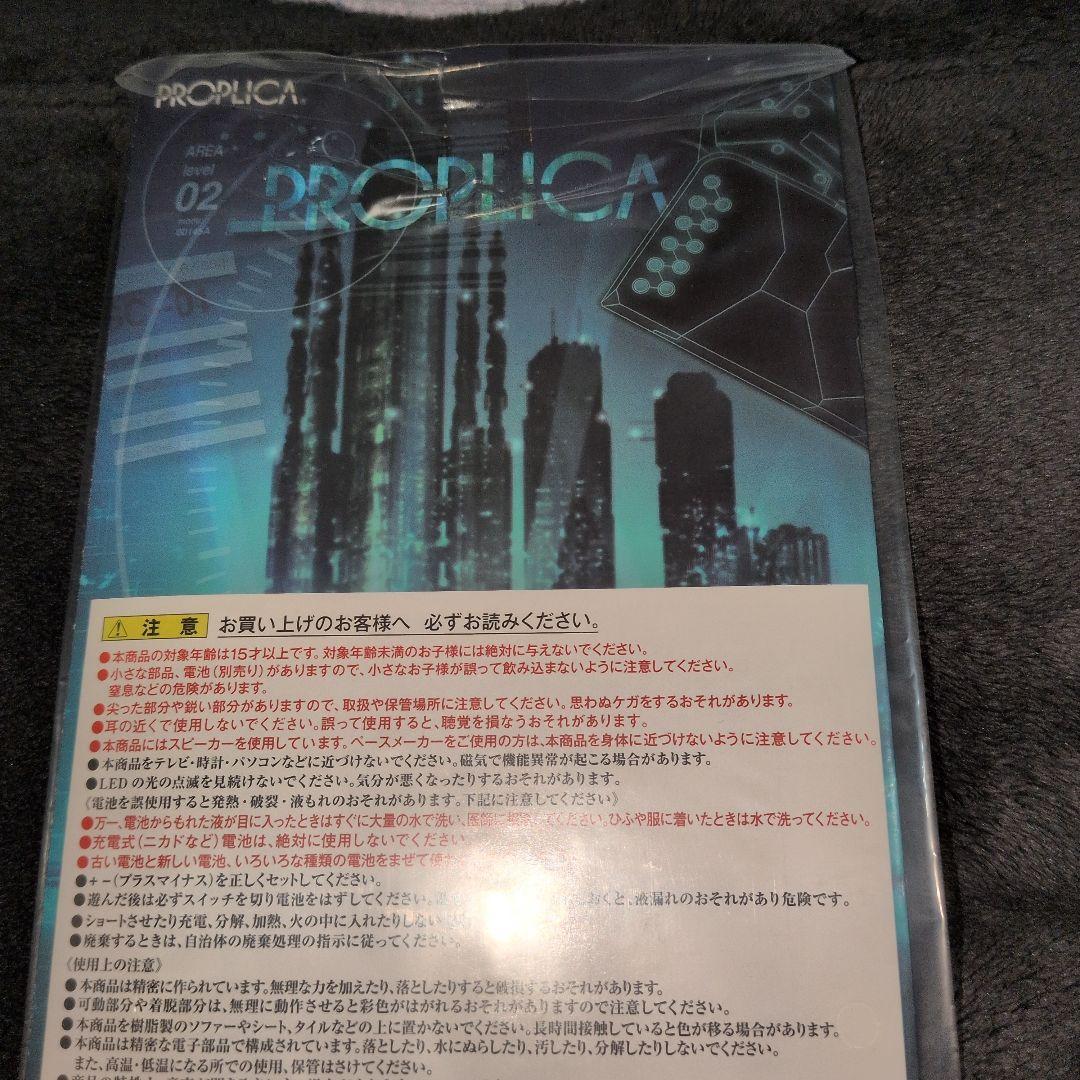 PROPLICA
AREA
level
02
PROPLICA
⚠ 注 意 お買い上げのお客様へ 必ずお読みください。
●本商品の対象年齢は15才以上です。対象年齢未満のお子様には絶対に与えないでください。
●小さな部品、電池(別売り)がありますので、小さなお子様が誤って飲み込まないように注意してください。
窒息などの危険があります。
●尖った部分や鋭い部分がありますので、取扱や保管場所に注意してください。思わぬケガをするおそれがあります。
●耳の近くで使用しないでください。誤って使用すると、聴覚を損なうおそれがあります。
●本商品にはスピーカーを使用しています。ペースメーカーをご使用の方は、本商品を身体に近づけないように注意してください。
●本商品をテレビ・時計・パソコンなどに近づけないでください。磁気で機能異常が起こる場合があります。
●LEDの光の点滅を見続けないでください。気分が悪くなったりするおそれがあります。
《電池を誤使用すると発熱・破裂・液もれのおそれがあります。下記に注意してください》
●万一、電池からもれた液が目に入ったときはすぐに大量の水で洗い、医師に相談してください。ひふや服に着いたときは水で洗ってください。
●充電式(ニカドなど)電池は、絶対に使用しないでください。
●古い電池と新しい電池、いろいろな種類の電池をまぜて使わ
●+-(プラスマイナス)を正しくセットしてください。
●遊んだ後は必ずスイッチを切り電池をはずしてください。 おくと、液漏れのおそれがあり危険です。
●ショートさせたり充電、分解、加熱、火の中に入れたりしない
●廃棄するときは、自治体の廃棄処理の指示に従ってください。
《使用上の注意》
●本商品は精密に作られています。無理な力を加えたり、落としたりすると破損するおそれがあります。
●可動部分や着脱部分は、無理に動作させると彩色がはがれるおそれがありますので注意してください。
●本商品を樹脂製のソファーやシート、タイルなどの上に置かないでください。長時間接触していると色が移る場合があります。
●本商品は精密な電子部品で構成されています。落としたり、水にぬらしたり、汚したり、分解したりしないでください。
また、高温・低温になる所での使用、保管はさけてください。